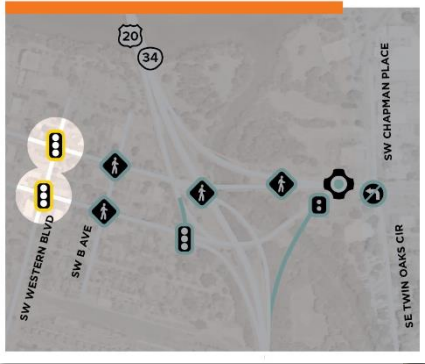 20
34
SW CHAPMAN PLACE
SW WESTERN BLVD
SW B AVE
SE TWIN OAKS CIR